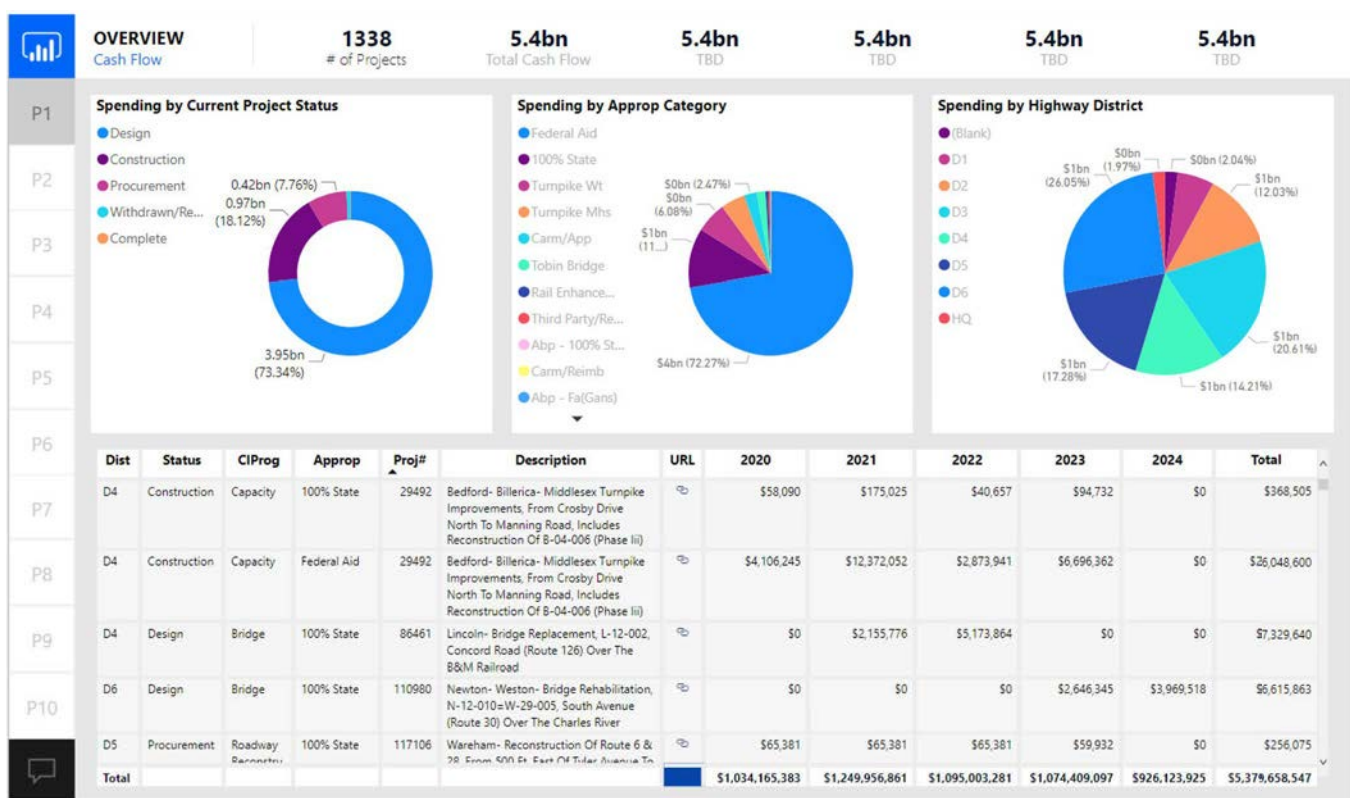 OVERVIEW
Cash Flow
1338
# of Projects
5.4bn
Total Cash Flow
5.4bn
TBD
5.4bn
TBD
5.4bn
TBD
5.4bn
TBD
P1
P2
P3
P4
P5
P6
P7
P8
P9
P10
Spending by Current Project Status
Design
Construction
Procurement
Withdrawn/Re...
Complete
0.42bn (7.76%)
0.97bn
(18.12%)
3.95bn
(73.34%)
Spending by Approp Category
Federal Aid
100% State
Turnpike Wt
Turnpike Mhs
Carm/App
Tobin Bridge
Rail Enhance...
Third Party/Re...
Abp - 100% St...
Carm/Reimb
Abp - Fa(Gans)
$0bn (2.47%)
$0bn
(6.08%)
$1bn
(11...)
$4bn (72.27%)
Spending by Highway District
(Blank)
D1
D2
D3
D4
D5
D6
HQ
$0bn
(1.97%)
$0bn (2.04%)
$1bn
(26.05%)
$1bn
(12.03%)
$1bn
(20.61%)
$1bn
(17.28%)
$1bn (14.21%)
Dist Status CIProg Approp Proj# Description URL 2020 2021 2022 2023 2024 Total
D4 Construction Capacity 100% State 29492 Bedford- Billerica- Middlesex Turnpike $58,090 $175,025 $40,657 $94,732 $0 $368,505
Improvements, From Crosby Drive
North To Manning Road, Includes
Reconstruction Of B-04-006 (Phase Iii)
D4 Construction Capacity Federal Aid 29492 Bedford- Billerica- Middlesex Turnpike $4,106,245 $12,372,052 $2,873,941 $6,696,362 $0 $26,048,600
Improvements, From Crosby Drive
North To Manning Road, Includes
Reconstruction Of B-04-006 (Phase Iii)
D4 Design Bridge 100% State 86461 Lincoln- Bridge Replacement, L-12-002, $0 $2,155,776 $5,173,864 $0 $0 $7,329,640
Concord Road (Route 126) Over The
B&M Railroad
D6 Design Bridge 100% State 110980 Newton- Weston- Bridge Rehabilitation, $0 $0 $0 $2,646,345 $3,969,518 $6,615,863
N-12-010=W-29-005, South Avenue
(Route 30) Over The Charles River
D5 Procurement Roadway 100% State 117106 Wareham- Reconstruction Of Route 6 & $65,381 $65,381 $65,381 $59,932 $0 $256,075
Reconstru 28, From 500 Ft. East Of Tyler Avenue To
Total $1,034,165,383 $1,249,956,861 $1,095,003,281 $1,074,409,097 $926,123,925 $5,379,658,547